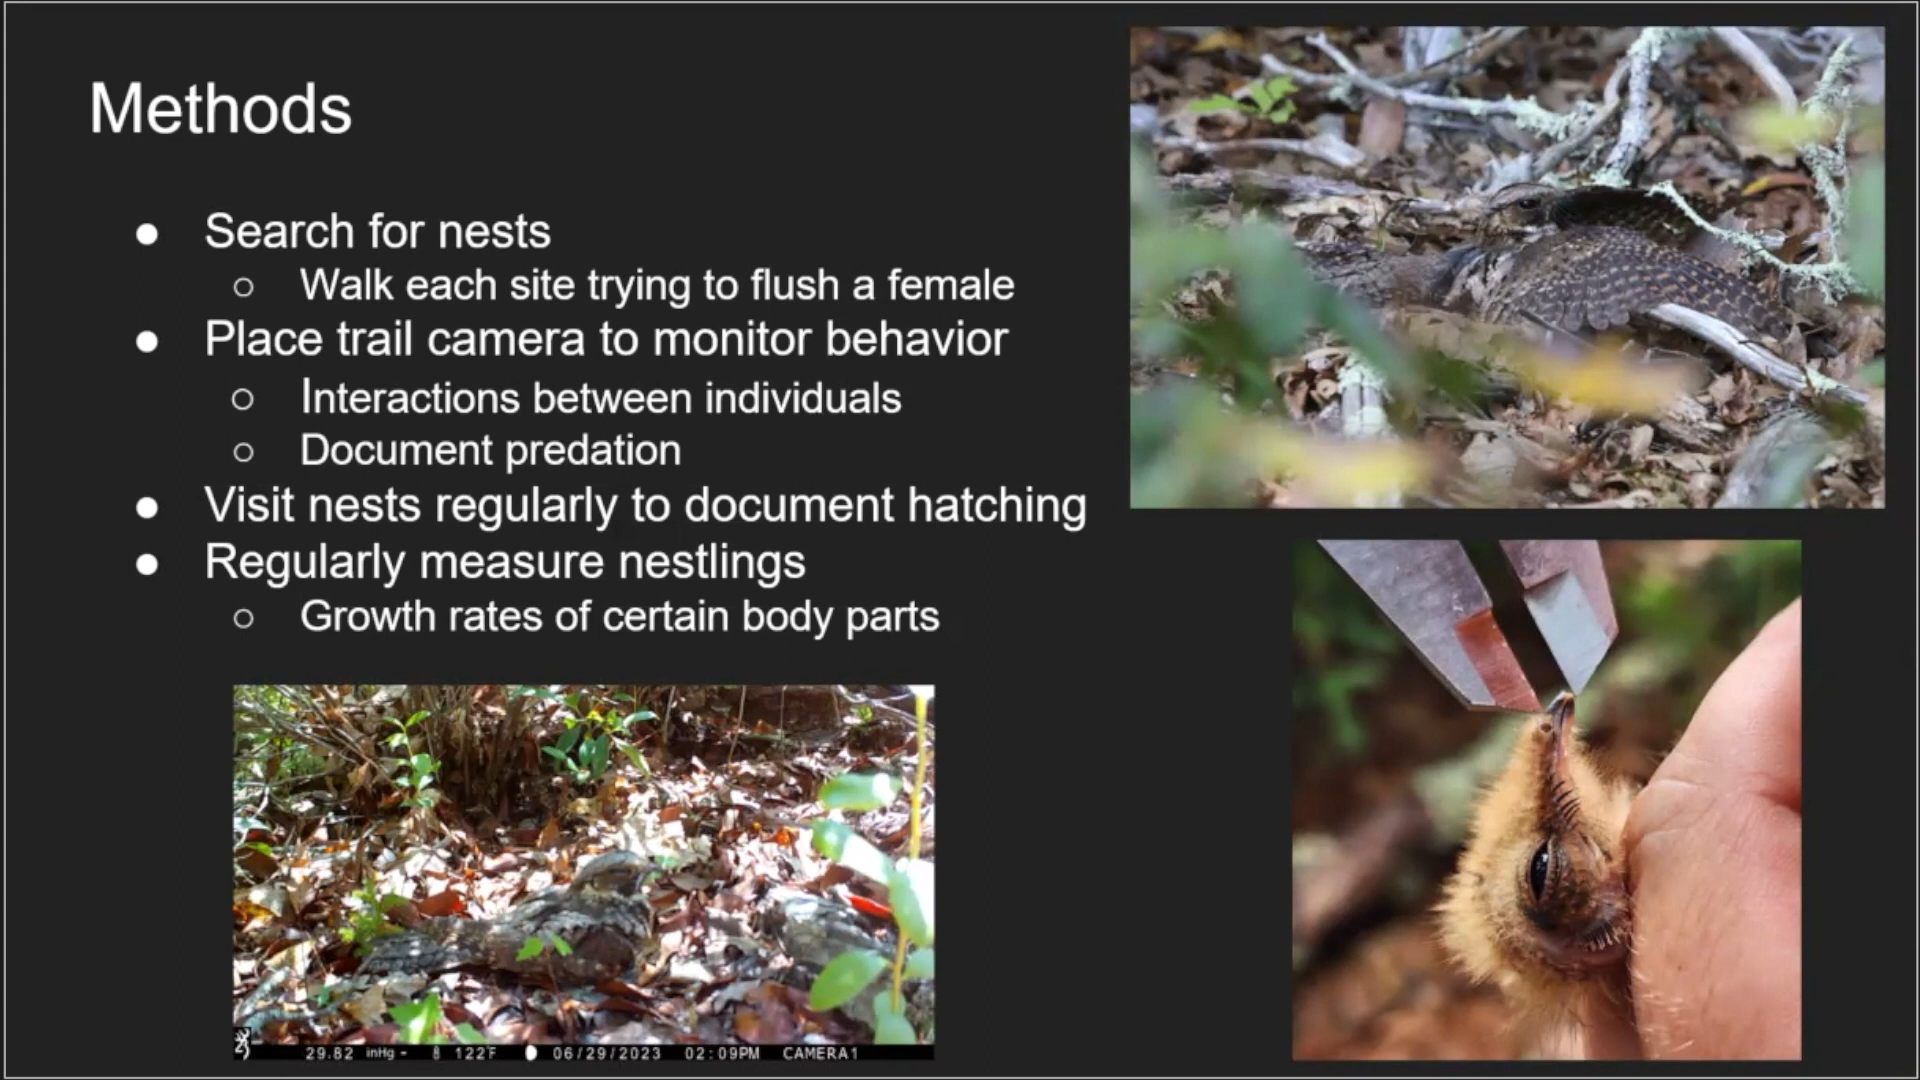 Methods
● Search for nests
○ Walk each site trying to flush a female
● Place trail camera to monitor behavior
○ Interactions between individuals
○ Document predation
● Visit nests regularly to document hatching
● Regularly measure nestlings
○ Growth rates of certain body parts
29.82 inHg - 122°F 06/29/2023 02:09PM CAMERA1